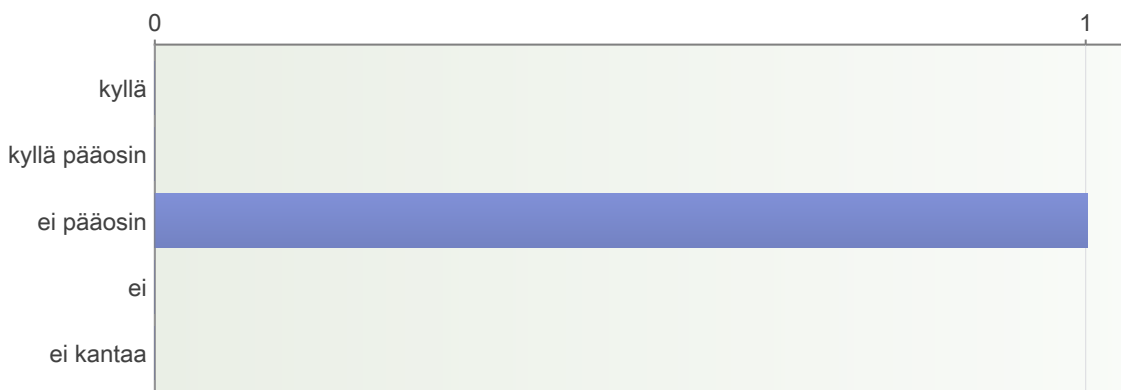 0 1
kyllä
kyllä pääosin
ei pääosin
ei
ei kantaa